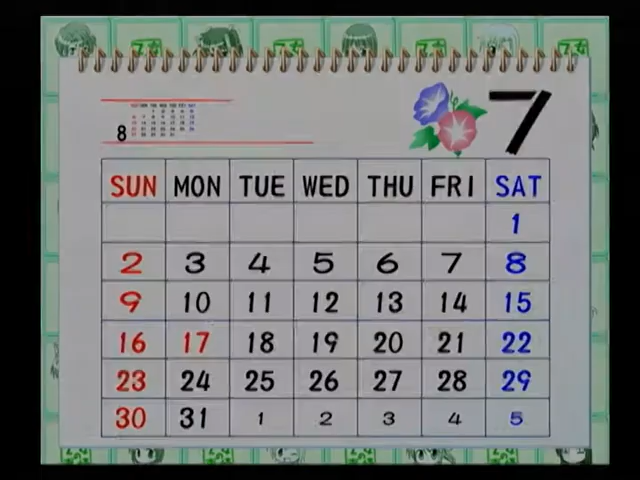 7
8
SUN MON TUE WED THU FRI SAT
1
2 3 4 5 6 7 8
9 10 11 12 13 14 15
16 17 18 19 20 21 22
23 24 25 26 27 28 29
30 31 1 2 3 4 5